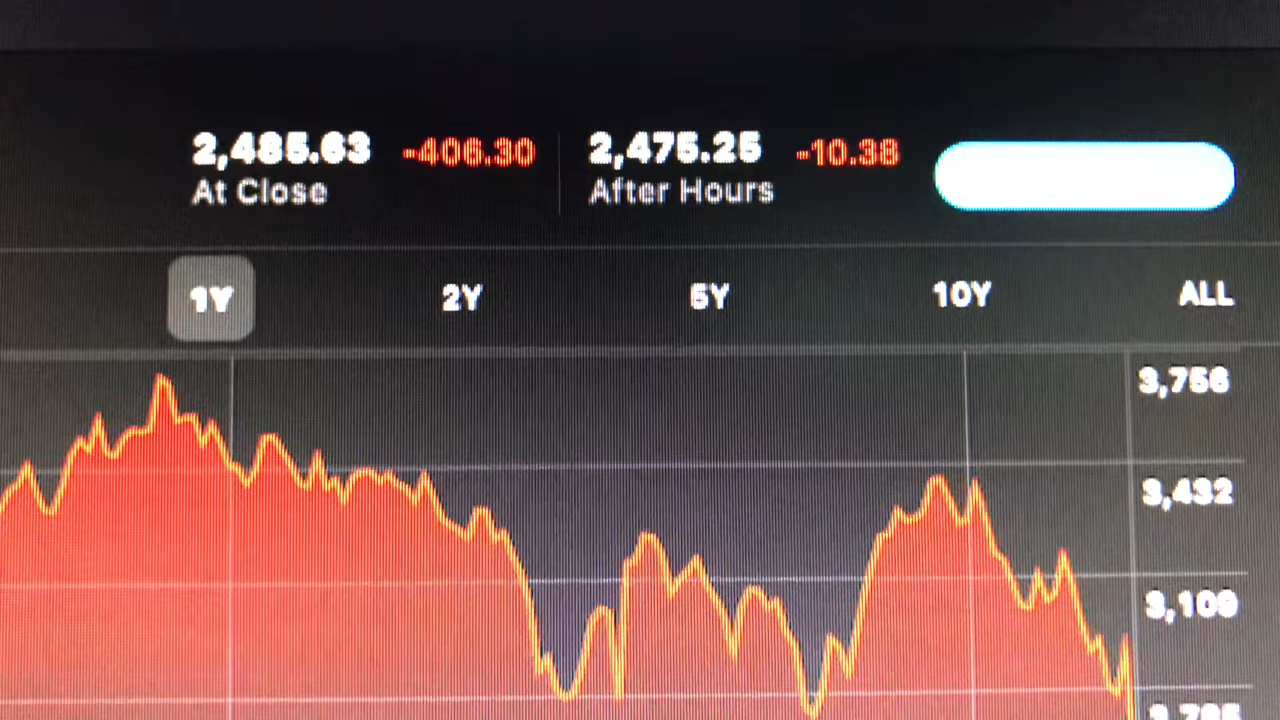 2,485.63 -406.30 2,475.25 -10.38
At Close After Hours
1Y 2Y 5Y 10Y ALL
3,756
3,432
3,109